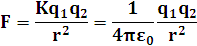 F = Kq₁q₂/r² = 1/4πε₀ q₁q₂/r²